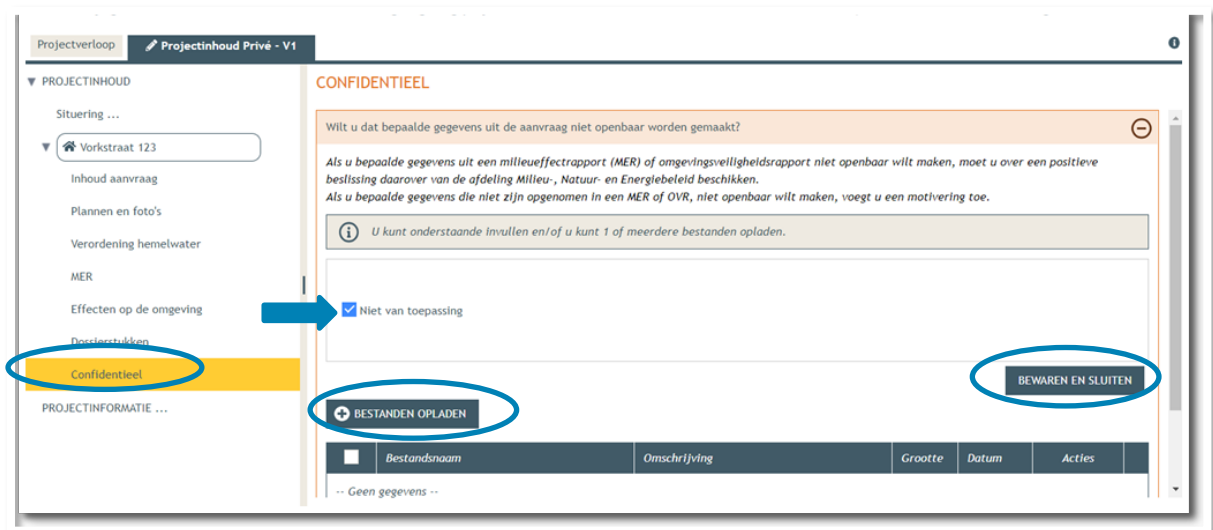 Projectverloop
Projectinhoud Privé - V1
PROJECTINHOUD
Situering ...
Vorkstraat 123
Inhoud aanvraag
Plannen en foto's
Verordening hemelwater
MER
Effecten op de omgeving
Dossierstukken
Confidentieel
PROJECTINFORMATIE ...
CONFIDENTIEEL
Wilt u dat bepaalde gegevens uit de aanvraag niet openbaar worden gemaakt?
Als u bepaalde gegevens uit een milieueffectrapport (MER) of omgevingsveiligheidsrapport niet openbaar wilt maken, moet u over een positieve
beslissing daarover van de afdeling Milieu-, Natuur- en Energiebeleid beschikken.
Als u bepaalde gegevens die niet zijn opgenomen in een MER of OVR, niet openbaar wilt maken, voegt u een motivering toe.
U kunt onderstaande invullen en/of u kunt 1 of meerdere bestanden opladen.
Niet van toepassing
BEWAREN EN SLUITEN
BESTANDEN OPLADEN
Bestandsnaam Omschrijving Grootte Datum Acties
-- Geen gegevens --